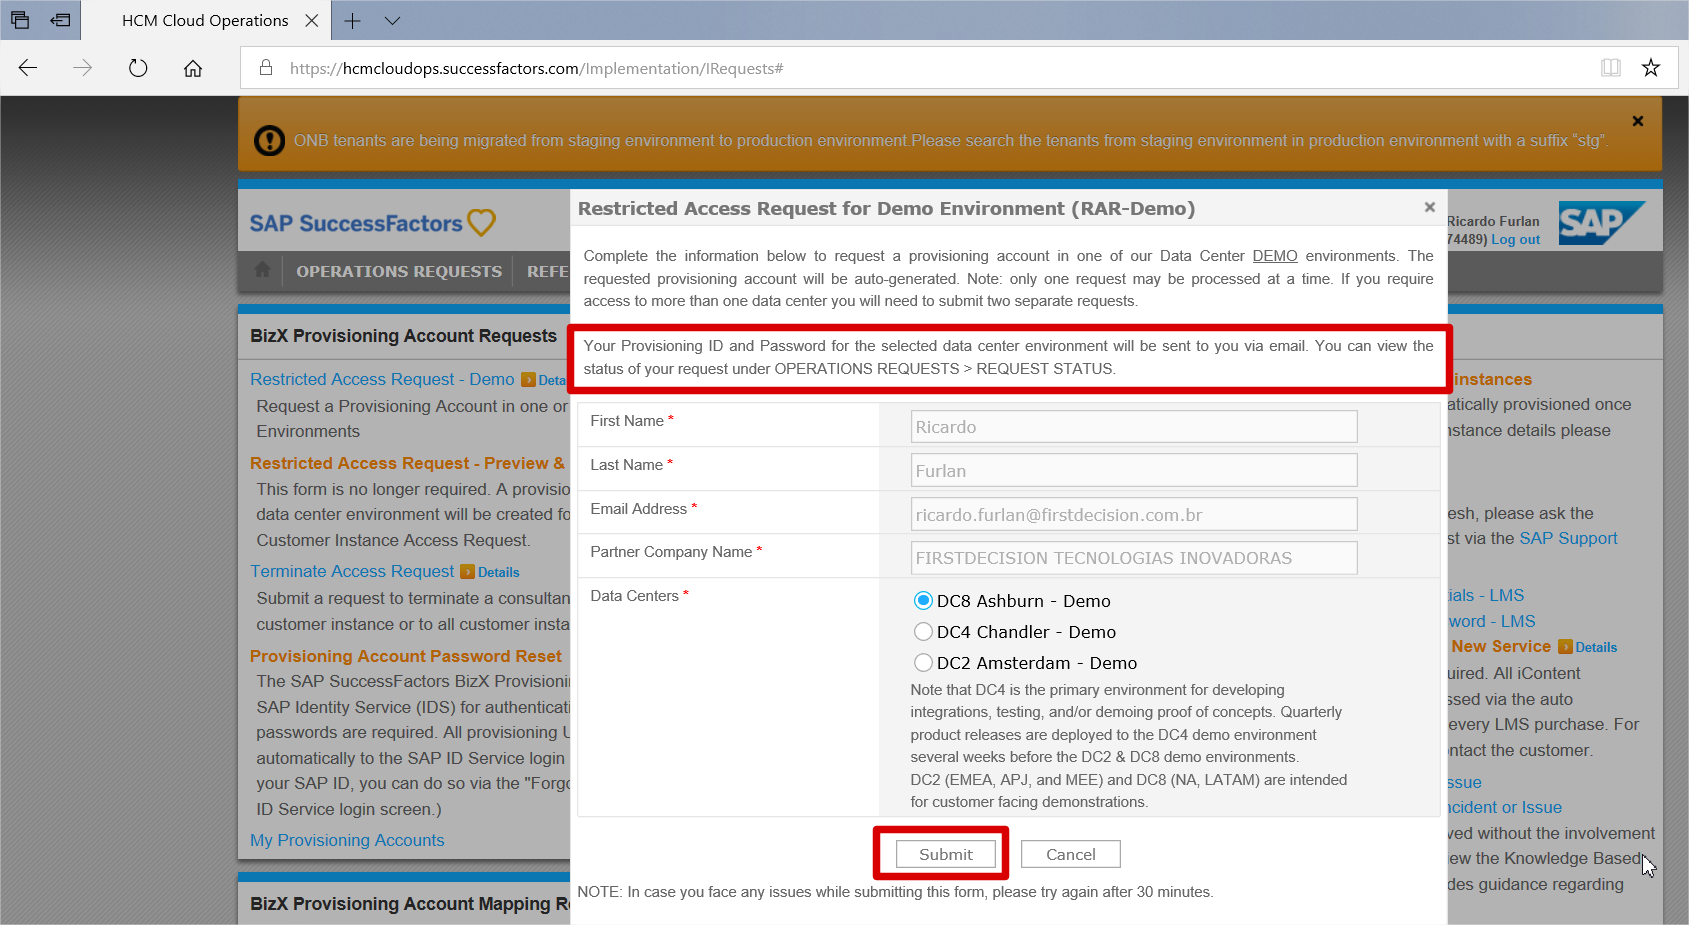 HCM Cloud Operations
https://hcmcloudops.successfactors.com/Implementation/IRequests#
ONB tenants are being migrated from staging environment to production environment.Please search the tenants from staging environment in production environment with a suffix “stg”.
SAP SuccessFactors
Ricardo Furlan
74489) Log out
SAP
OPERATIONS REQUESTS
REFE
BizX Provisioning Account Requests
Restricted Access Request - Demo Deta
Request a Provisioning Account in one or
Environments
Restricted Access Request - Preview &
This form is no longer required. A provisio
data center environment will be created fo
Customer Instance Access Request.
Terminate Access Request Details
Submit a request to terminate a consultan
customer instance or to all customer insta
Provisioning Account Password Reset
The SAP SuccessFactors BizX Provisioni
SAP Identity Service (IDS) for authenticati
passwords are required. All provisioning U
automatically to the SAP ID Service login
your SAP ID, you can do so via the "Forgo
ID Service login screen.)
My Provisioning Accounts
BizX Provisioning Account Mapping R
Restricted Access Request for Demo Environment (RAR-Demo)
Complete the information below to request a provisioning account in one of our Data Center DEMO environments. The
requested provisioning account will be auto-generated. Note: only one request may be processed at a time. If you require
access to more than one data center you will need to submit two separate requests.
Your Provisioning ID and Password for the selected data center environment will be sent to you via email. You can view the
status of your request under OPERATIONS REQUESTS > REQUEST STATUS.
First Name *
Ricardo
Last Name *
Furlan
Email Address *
ricardo.furlan@firstdecision.com.br
Partner Company Name *
FIRSTDECISION TECNOLOGIAS INOVADORAS
Data Centers *
DC8 Ashburn - Demo
DC4 Chandler - Demo
DC2 Amsterdam - Demo
Note that DC4 is the primary environment for developing
integrations, testing, and/or demoing proof of concepts. Quarterly
product releases are deployed to the DC4 demo environment
several weeks before the DC2 & DC8 demo environments.
DC2 (EMEA, APJ, and MEE) and DC8 (NA, LATAM) are intended
for customer facing demonstrations.
Submit
Cancel
NOTE: In case you face any issues while submitting this form, please try again after 30 minutes.
instances
atically provisioned once
nstance details please
esh, please ask the
st via the SAP Support
ials - LMS
word - LMS
New Service Details
uired. All iContent
ssed via the auto
every LMS purchase. For
ntact the customer.
ssue
ncident or Issue
ved without the involvement
ew the Knowledge Based
des guidance regarding